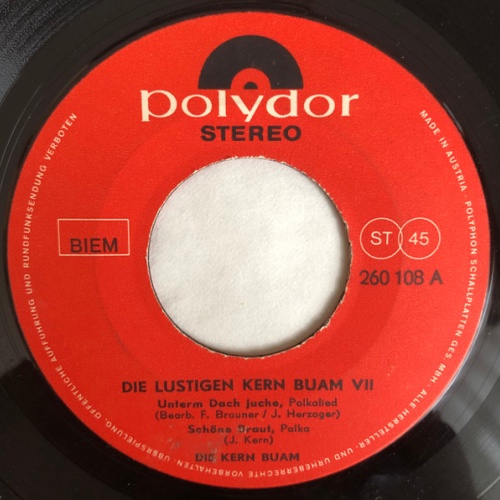 polydor
STEREO
BIEM
ST 45
260 108 A
DIE LUSTIGEN KERN BUAM VII
Unterm Dach juche, Polkalied
(Bearb. F. Brauner / J. Herzoger)
Schöne Braut, Polka
(J. Kern)
DIE KERN BUAM
MADE IN AUSTRIA · POLYPHON SCHALLPLATTEN GES. MBH. · ALLE HERSTELLER- UND URHEBERRECHTE VORBEHALTEN · ÜBERSPIELUNG, ÖFFENTLICHE AUFFÜHRUNG UND RUNDFUNKSENDUNG VERBOTEN